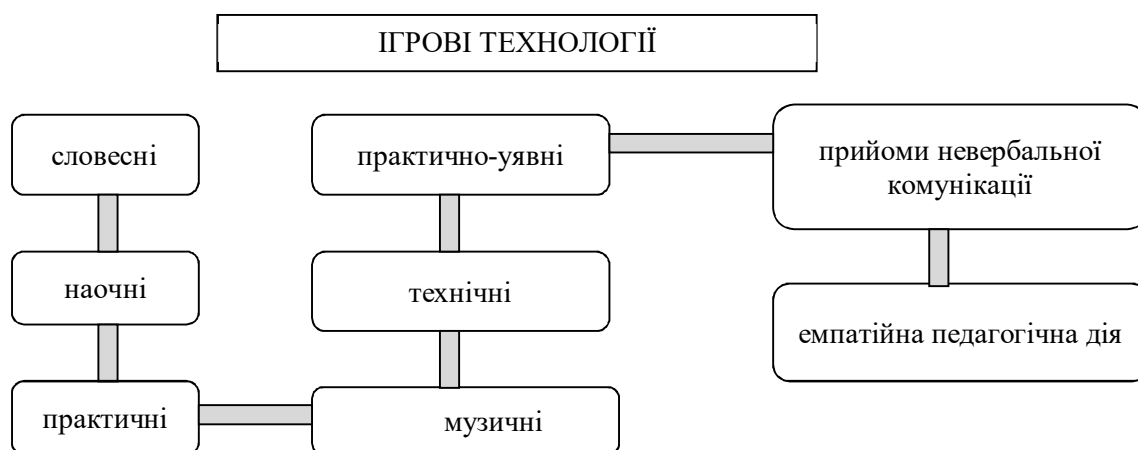 ІГРОВІ ТЕХНОЛОГІЇ
словесні
практично-уявні
прийоми невербальної
комунікації
наочні
технічні
емпатійна педагогічна дія
практичні
музичні